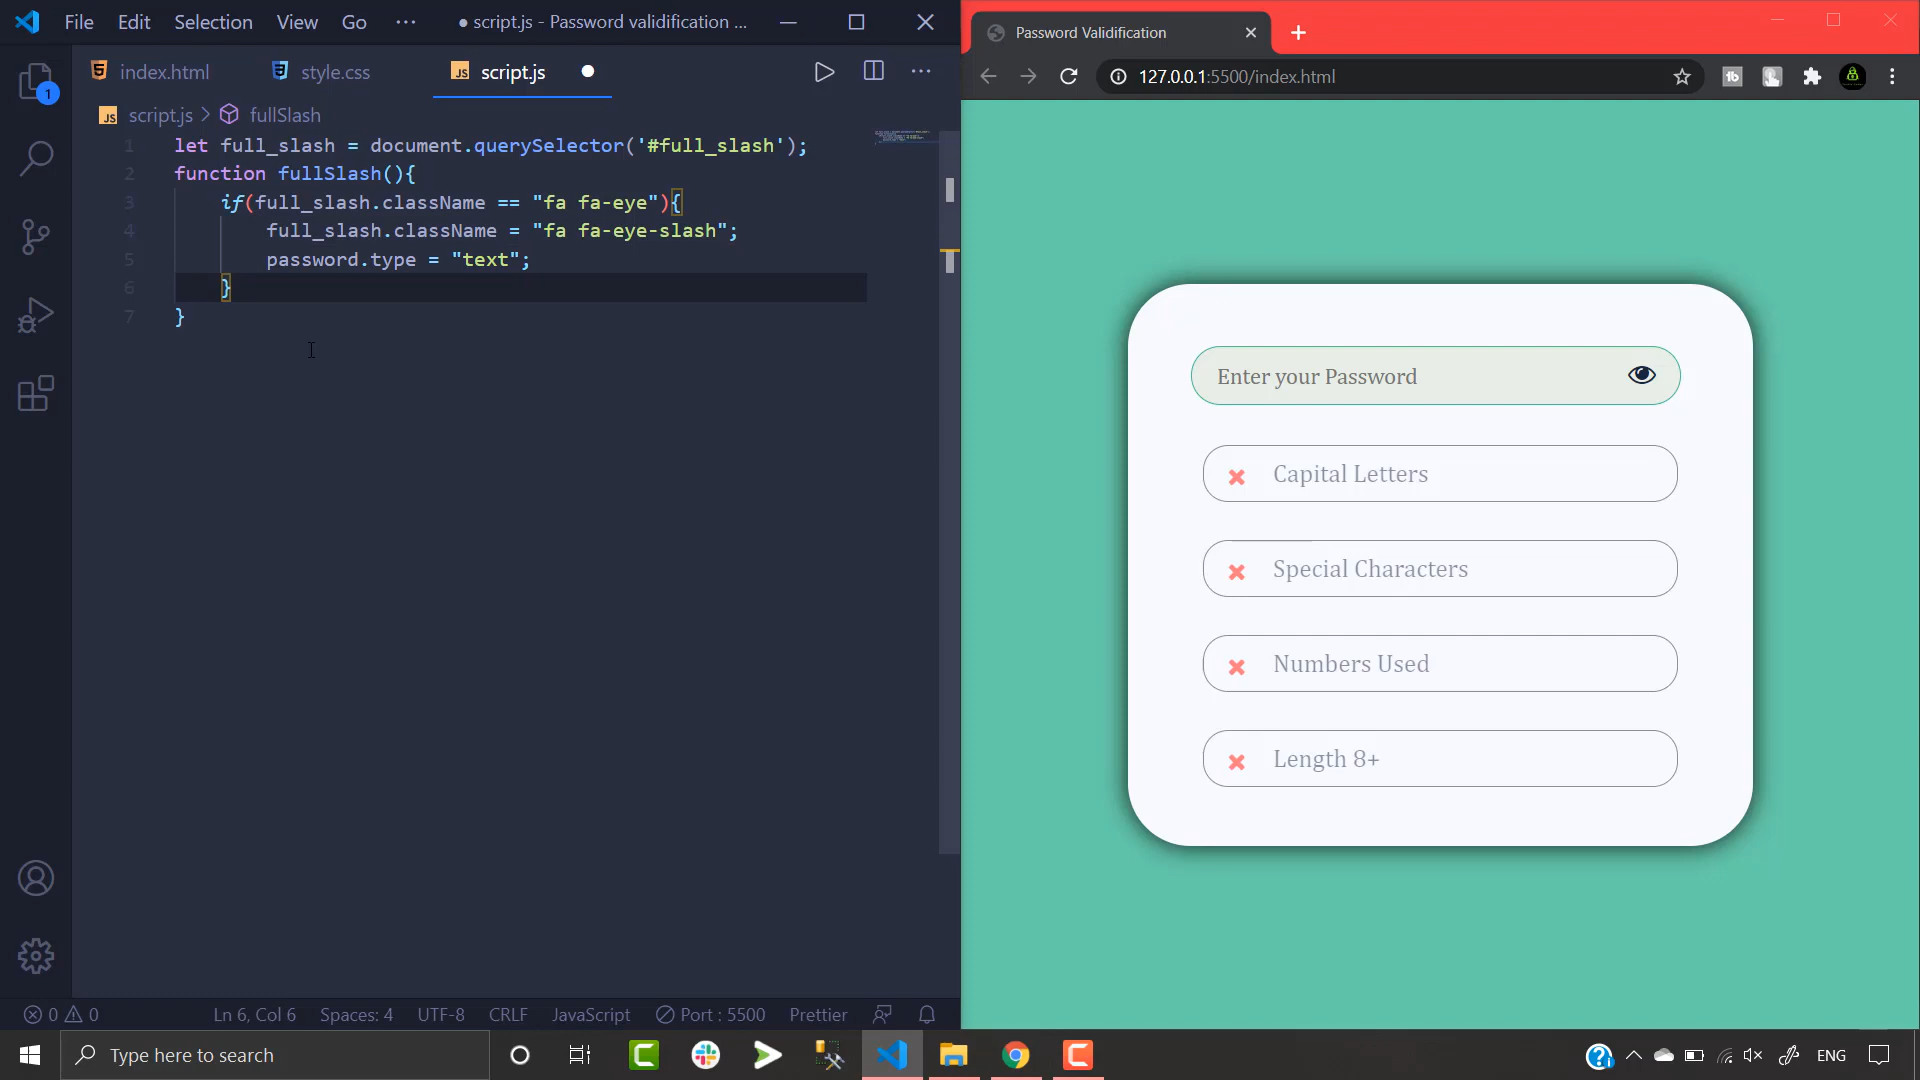 File Edit Selection View Go ··· ● script.js - Password validification ...
index.html style.css script.js
script.js > fullSlash
1 let full_slash = document.querySelector('#full_slash');
2 function fullSlash(){
3 if(full_slash.className == "fa fa-eye"){
4 full_slash.className = "fa fa-eye-slash";
5 password.type = "text";
6 }
7 }
1
0 0 Ln 6, Col 6 Spaces: 4 UTF-8 CRLF JavaScript Port : 5500 Prettier
Password Validification
127.0.0.1:5500/index.html
Enter your Password
Capital Letters
Special Characters
Numbers Used
Length 8+
Type here to search
ENG